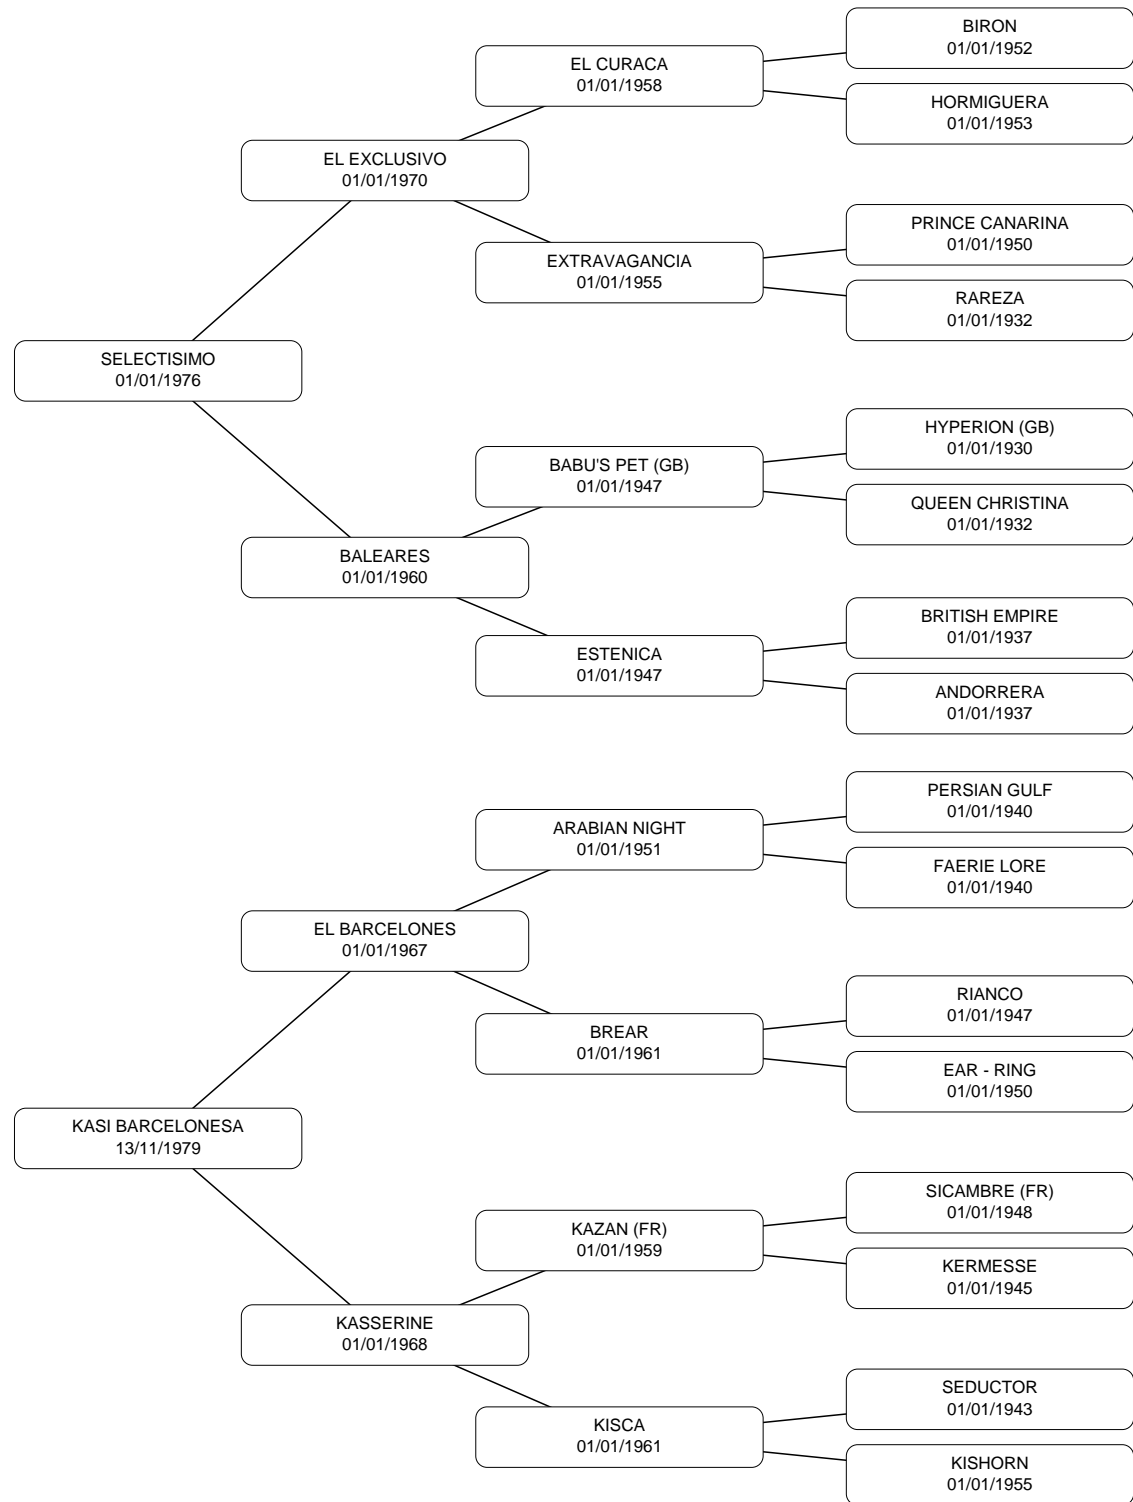 BIRON
01/01/1952
EL CURACA
01/01/1958
HORMIGUERA
01/01/1953
EL EXCLUSIVO
01/01/1970
PRINCE CANARINA
01/01/1950
EXTRAVAGANCIA
01/01/1955
RAREZA
01/01/1932
SELECTISIMO
01/01/1976
HYPERION (GB)
01/01/1930
BABU'S PET (GB)
01/01/1947
QUEEN CHRISTINA
01/01/1932
BALEARES
01/01/1960
BRITISH EMPIRE
01/01/1937
ESTENICA
01/01/1947
ANDORRERA
01/01/1937
PERSIAN GULF
01/01/1940
ARABIAN NIGHT
01/01/1951
FAERIE LORE
01/01/1940
EL BARCELONES
01/01/1967
RIANCO
01/01/1947
BREAR
01/01/1961
EAR - RING
01/01/1950
KASI BARCELONESA
13/11/1979
SICAMBRE (FR)
01/01/1948
KAZAN (FR)
01/01/1959
KERMESSE
01/01/1945
KASSERINE
01/01/1968
SEDUCTOR
01/01/1943
KISCA
01/01/1961
KISHORN
01/01/1955